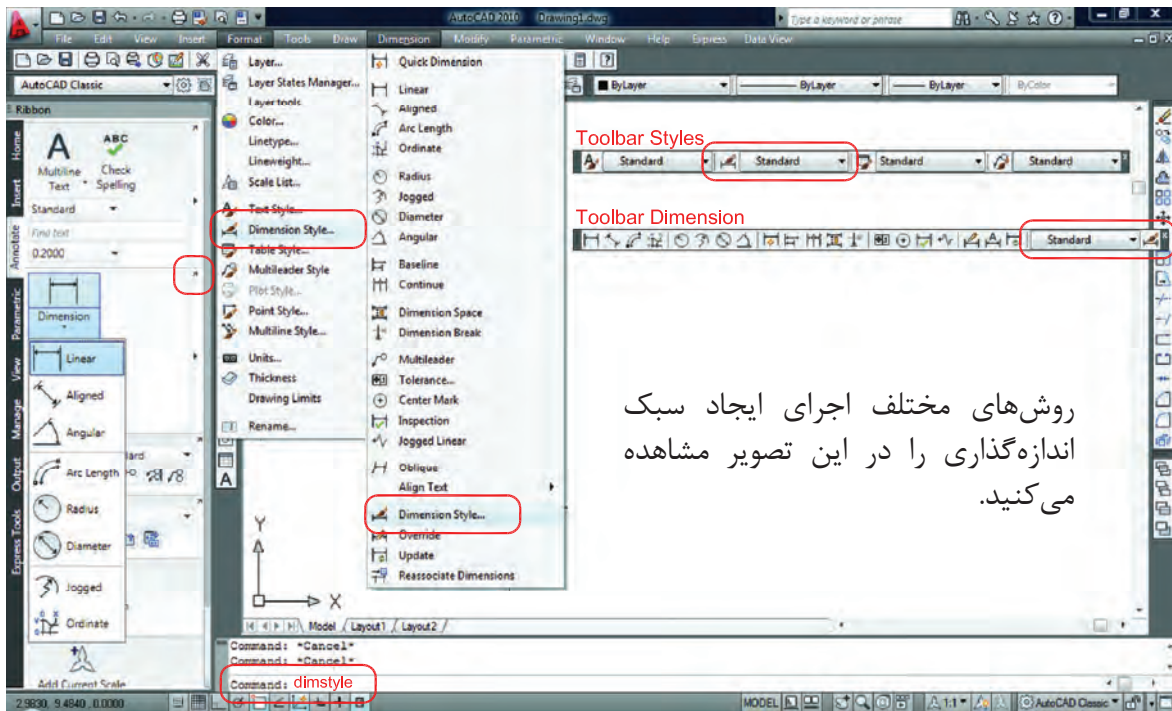 AutoCAD 2010 Drawing1.dwg
Type a keyword or phrase
File Edit View Insert Format Tools Draw Dimension Modify Parametric Window Help Express Data View
AutoCAD Classic
ByLayer
ByLayer
ByLayer
ByColor
Ribbon
Home
Insert
Annotate
Parametric
View
Manage
Output
Express Tools
Multiline Text
ABC
Check Spelling
Standard
Find text
0.2000
Dimension
Linear
Aligned
Angular
Arc Length
Radius
Diameter
Jogged
Ordinate
Add Current Scale
Layer...
Layer States Manager...
Layer tools
Color...
Linetype...
Lineweight...
Scale List...
Text Style...
Dimension Style...
Table Style...
Multileader Style
Plot Style...
Point Style...
Multiline Style...
Units...
Thickness
Drawing Limits
Rename...
Quick Dimension
Linear
Aligned
Arc Length
Ordinate
Radius
Jogged
Diameter
Angular
Baseline
Continue
Dimension Space
Dimension Break
Multileader
Tolerance...
Center Mark
Inspection
Jogged Linear
Oblique
Align Text
Dimension Style...
Override
Update
Reassociate Dimensions
Toolbar Styles
Standard
Standard
Standard
Standard
Toolbar Dimension
Standard
روش‌های مختلف اجرای ایجاد سبک
اندازه‌گذاری را در این تصویر مشاهده
می‌کنید.
Y
X
Model / Layout1 / Layout2 /
Command: *Cancel*
Command: *Cancel*
Command: dimstyle
2.9830, 9.4840, 0.0000
MODEL
A 1:1
AutoCAD Classic